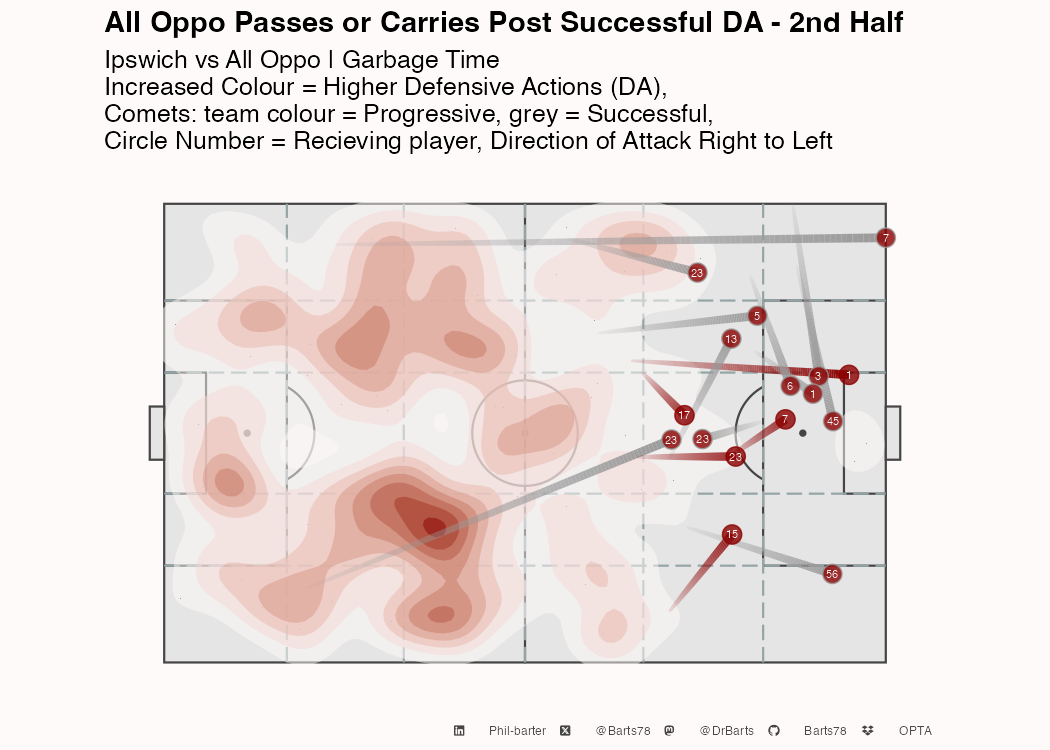 All Oppo Passes or Carries Post Successful DA - 2nd Half
Ipswich vs All Oppo | Garbage Time
Increased Colour = Higher Defensive Actions (DA),
Comets: team colour = Progressive, grey = Successful,
Circle Number = Recieving player, Direction of Attack Right to Left
7
23
5
13
3
1
6
1
17
7
45
23
23
23
15
56
Phil-barter @Barts78 @DrBarts Barts78 OPTA